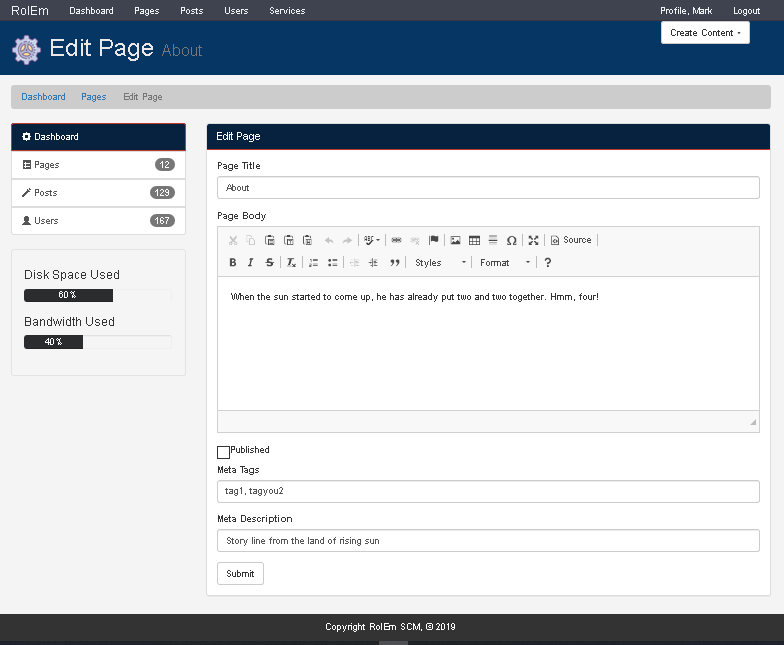 RolEm Dashboard Pages Posts Users Services Profile, Mark Logout
Edit Page About
Create Content
Dashboard Pages Edit Page
Dashboard
Pages 12
Posts 129
Users 167
Disk Space Used
60%
Bandwidth Used
40%
Edit Page
Page Title
About
Page Body
ABC Ω Source
B I S Ix Styles Format ?
When the sun started to come up, he has already put two and two together. Hmm, four!
Published
Meta Tags
tag1, tagyou2
Meta Description
Story line from the land of rising sun
Submit
Copyright RolEm SCM, © 2019